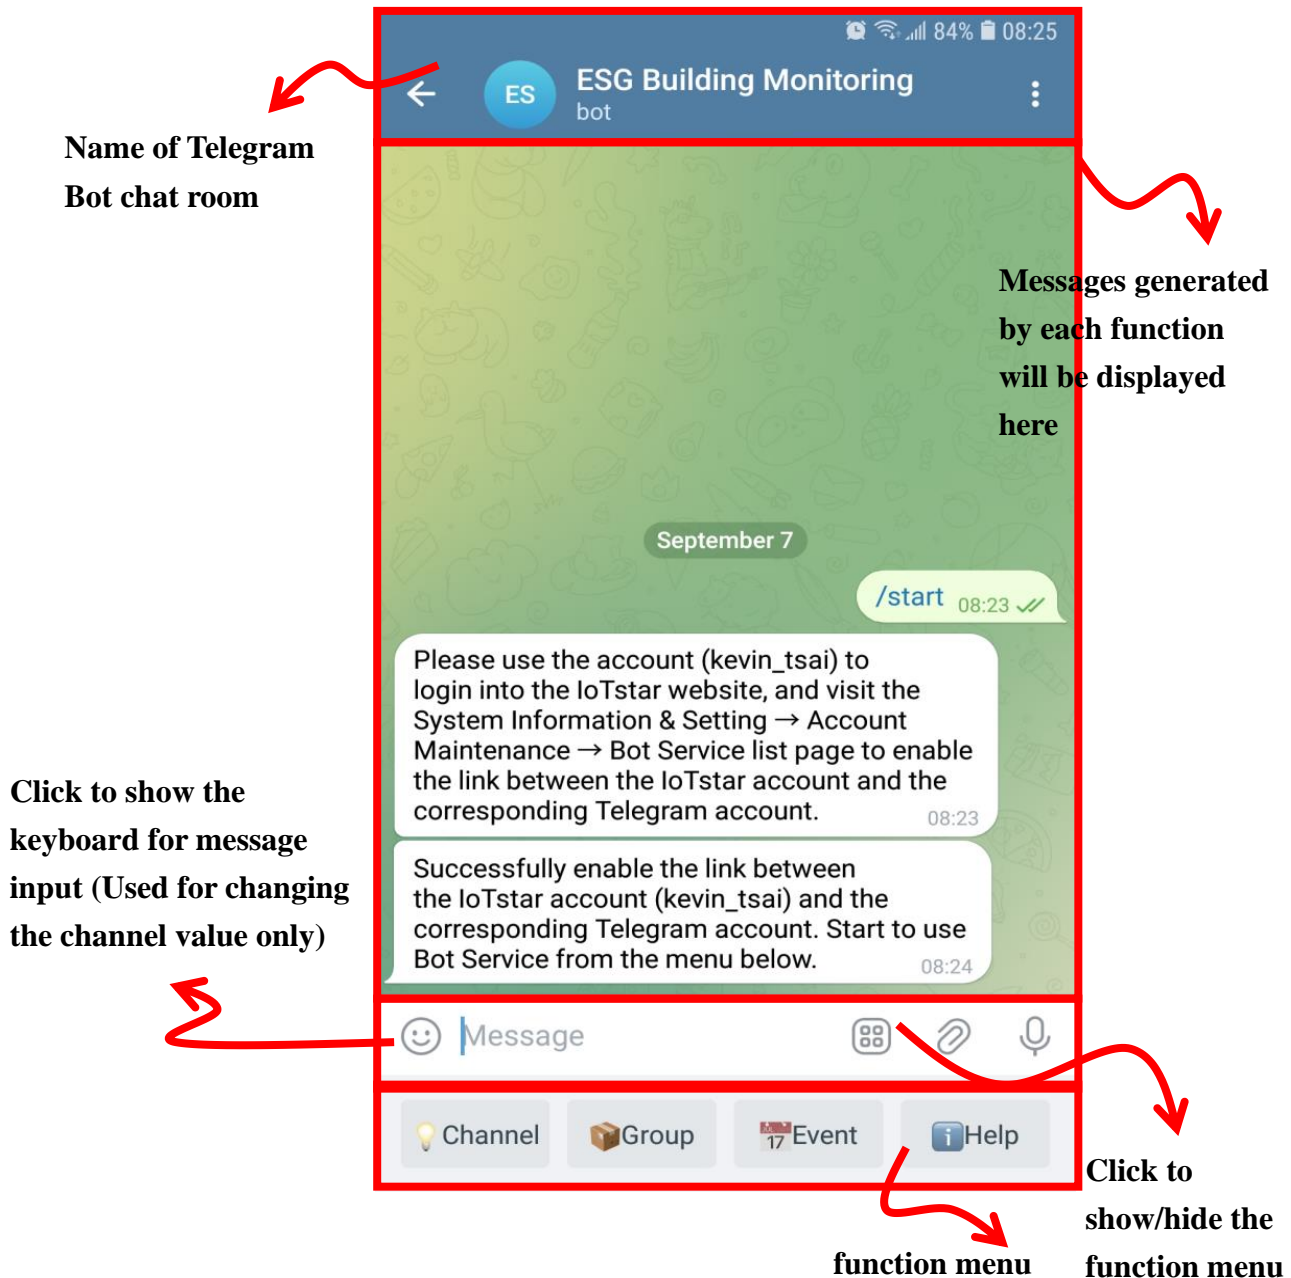 84% 08:25
ES
ESG Building Monitoring
bot
Name of Telegram
Bot chat room
Messages generated
by each function
will be displayed
here
September 7
/start 08:23
Please use the account (kevin_tsai) to
login into the IoTstar website, and visit the
System Information & Setting → Account
Maintenance → Bot Service list page to enable
the link between the IoTstar account and the
corresponding Telegram account. 08:23
Click to show the
keyboard for message
input (Used for changing
the channel value only)
Successfully enable the link between
the IoTstar account (kevin_tsai) and the
corresponding Telegram account. Start to use
Bot Service from the menu below. 08:24
Message
Channel Group 17 Event i Help
Click to
show/hide the
function menu
function menu